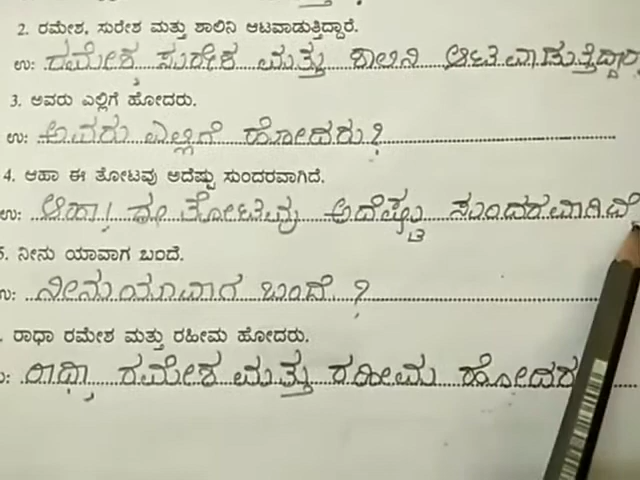 2. ರಮೇಶ, ಸುರೇಶ ಮತ್ತು ಶಾಲಿನಿ ಆಟವಾಡುತ್ತಿದ್ದಾರೆ.
ಉ: ರಮೇಶ, ಸುರೇಶ ಮತ್ತು ಶಾಲಿನಿ ಆಟವಾಡುತ್ತಿದ್ದಾರೆ
3. ಅವರು ಎಲ್ಲಿಗೆ ಹೋದರು.
ಉ: ಅವರು ಎಲ್ಲಿಗೆ ಹೋದರು?
4. ಆಹಾ ಈ ತೋಟವು ಅದೆಷ್ಟು ಸುಂದರವಾಗಿದೆ.
ಉ: ಆಹಾ! ಈ ತೋಟವು ಅದೆಷ್ಟು ಸುಂದರವಾಗಿದೆ
5. ನೀನು ಯಾವಾಗ ಬಂದೆ.
ಉ: ನೀನು ಯಾವಾಗ ಬಂದೆ ?
ರಾಧಾ ರಮೇಶ ಮತ್ತು ರಹೀಮ ಹೋದರು.
ಉ: ರಾಧಾ, ರಮೇಶ ಮತ್ತು ರಹೀಮ ಹೋದರ